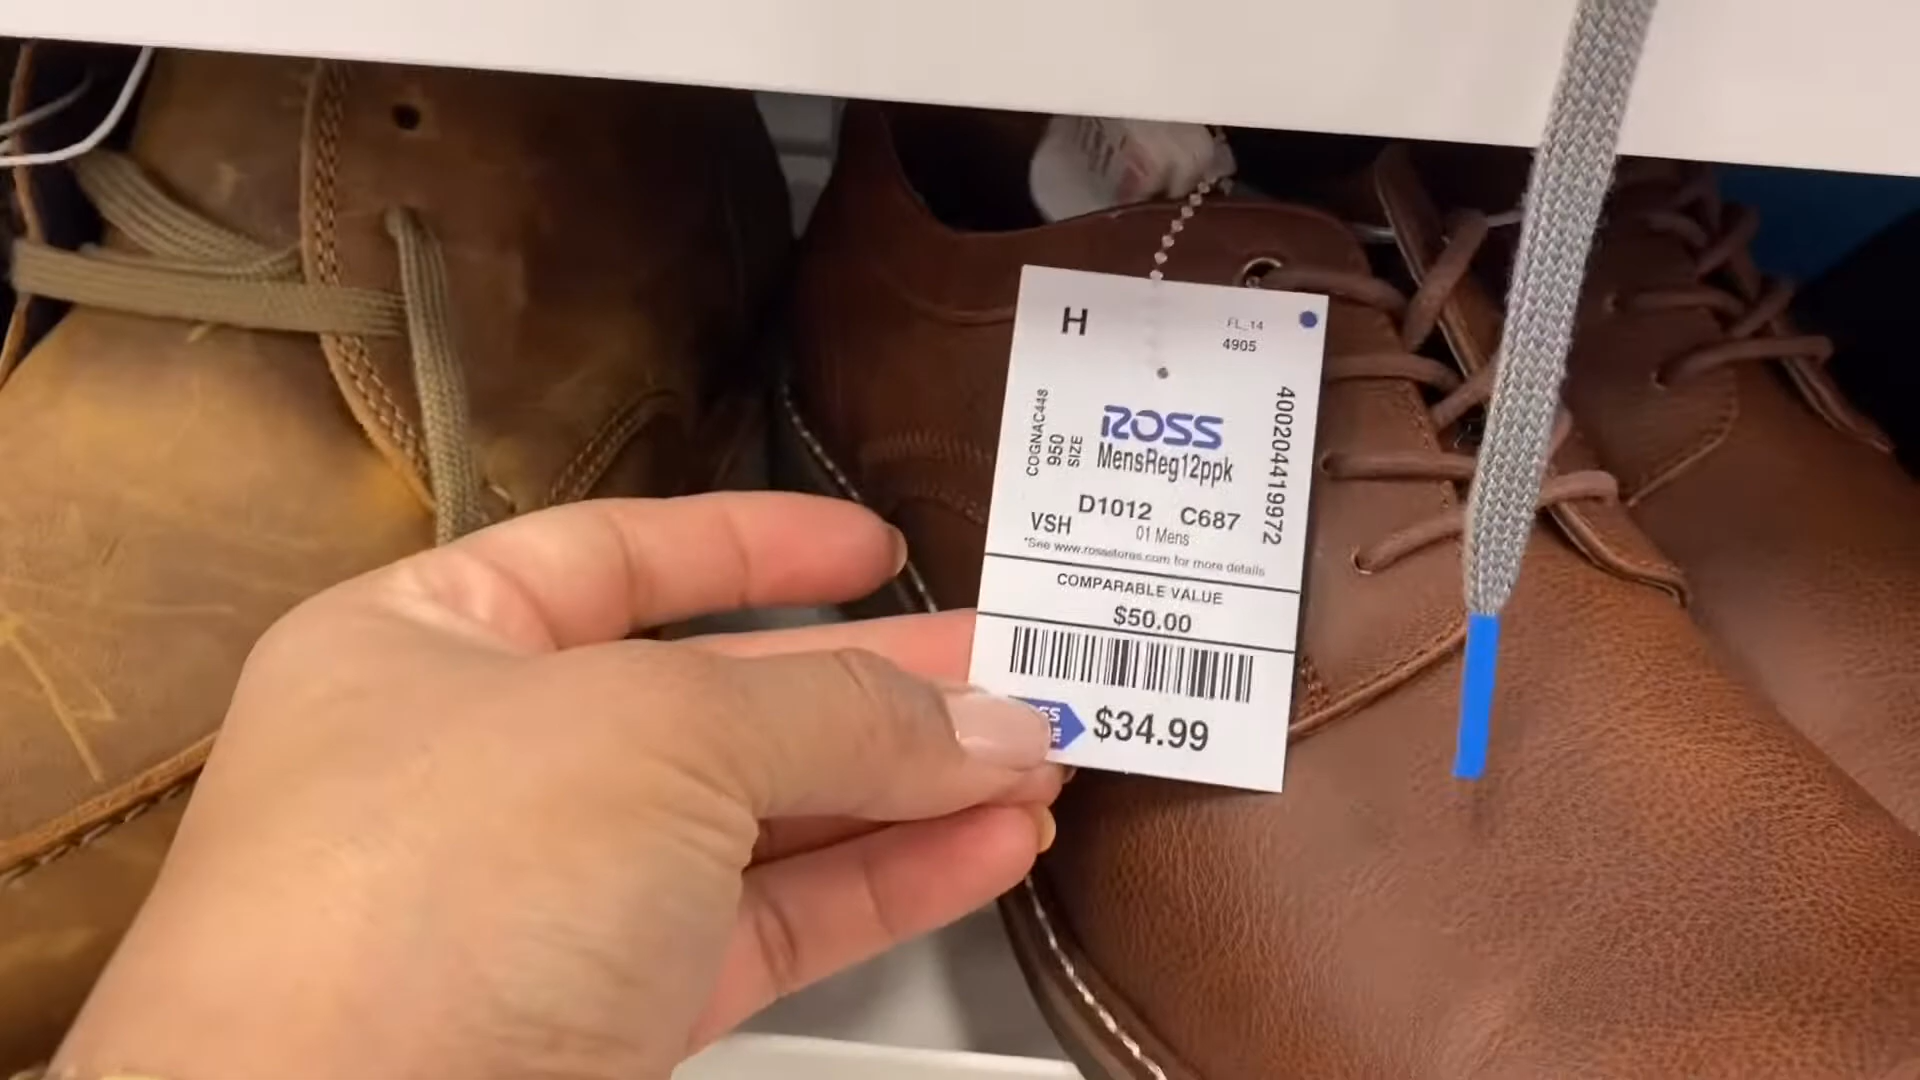 H
FL_14
4905
COGNAC448
950
SIZE
ROSS
MensReg12ppk
400204419972
D1012 C687
VSH 01 Mens
*See www.rossstores.com for more details
COMPARABLE VALUE
$50.00
$34.99